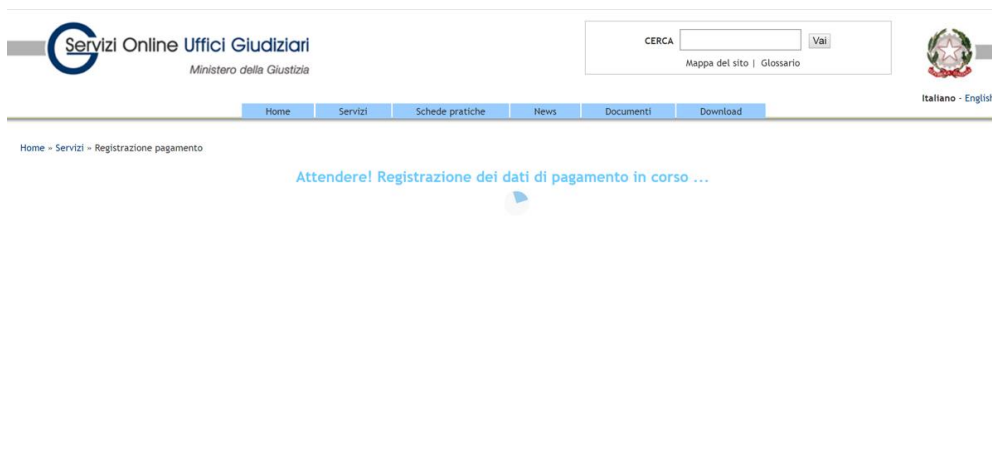 Servizi Online Uffici Giudiziari
Ministero della Giustizia
CERCA Vai
Mappa del sito | Glossario
Italiano - English
Home Servizi Schede pratiche News Documenti Download
Home » Servizi » Registrazione pagamento
Attendere! Registrazione dei dati di pagamento in corso ...